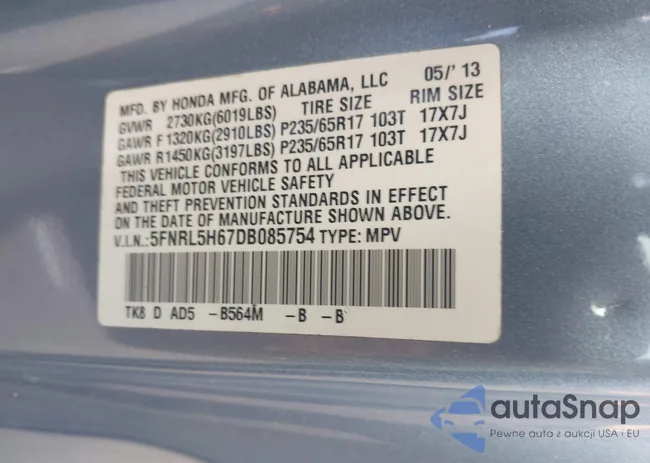 MFD. BY HONDA MFG. OF ALABAMA, LLC 05/'13
GVWR 2730KG(6019LBS) TIRE SIZE RIM SIZE
GAWR F 1320KG(2910LBS) P235/65R17 103T 17X7J
GAWR R 1450KG(3197LBS) P235/65R17 103T 17X7J
THIS VEHICLE CONFORMS TO ALL APPLICABLE
FEDERAL MOTOR VEHICLE SAFETY
AND THEFT PREVENTION STANDARDS IN EFFECT
ON THE DATE OF MANUFACTURE SHOWN ABOVE.
V.I.N.:5FNRL5H67DB085754 TYPE: MPV
TK8 D AD5 -B564M -B -B
autaSnap
Pewne auta z aukcji USA i EU